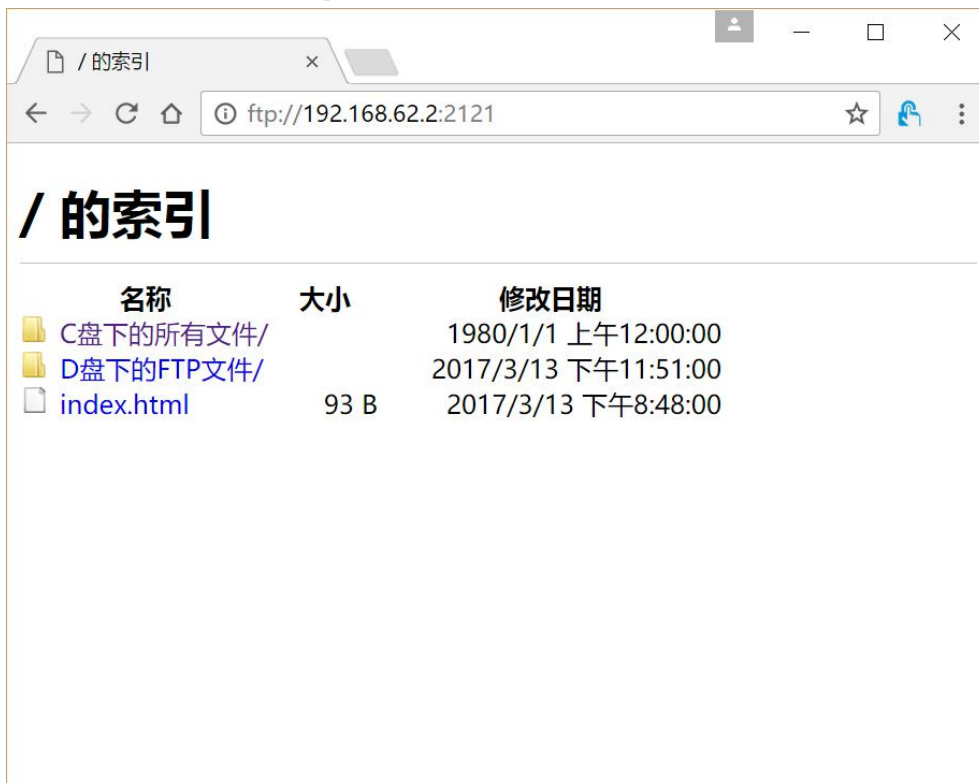 / 的索引
ftp://192.168.62.2:2121
/ 的索引
名称 大小 修改日期
C盘下的所有文件/ 1980/1/1 上午12:00:00
D盘下的FTP文件/ 2017/3/13 下午11:51:00
index.html 93 B 2017/3/13 下午8:48:00